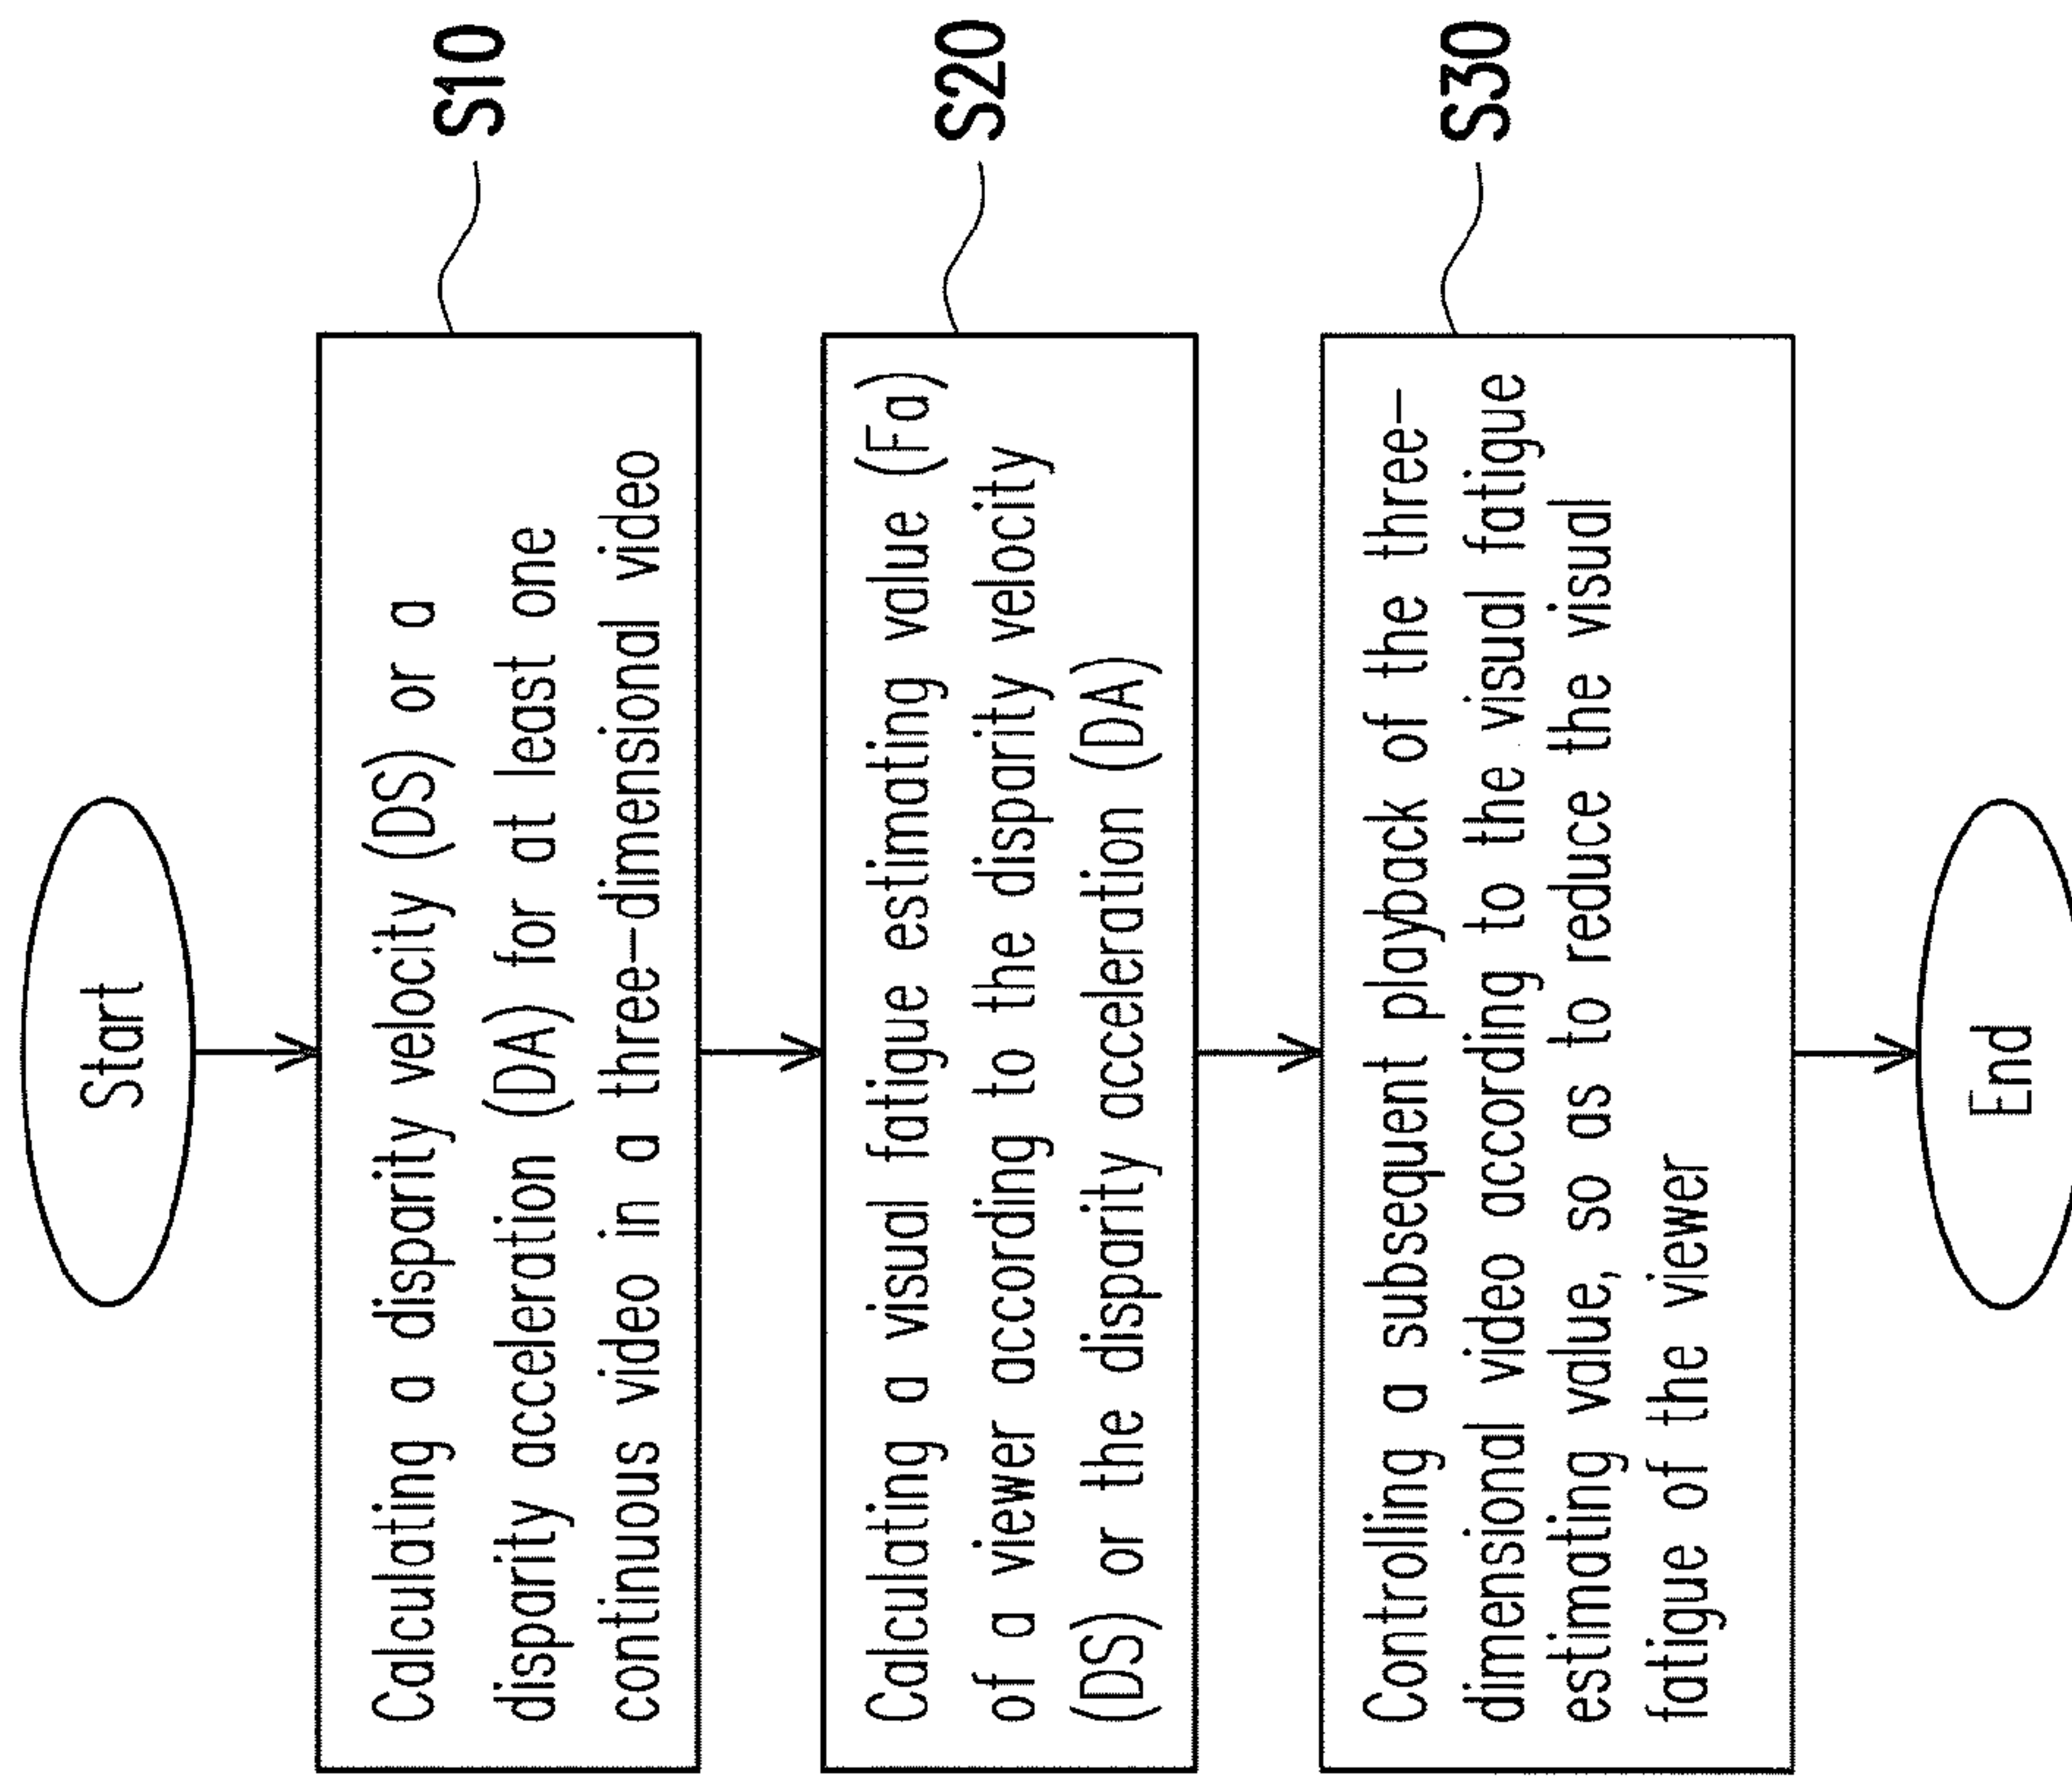 Start
Calculating a disparity velocity (DS) or a
disparity acceleration (DA) for at least one
continuous video in a three-dimensional video
S10
Calculating a visual fatigue estimating value (Fa)
of a viewer according to the disparity velocity
(DS) or the disparity acceleration (DA)
S20
Controlling a subsequent playback of the three-
dimensional video according to the visual fatigue
estimating value, so as to reduce the visual
fatigue of the viewer
S30
End